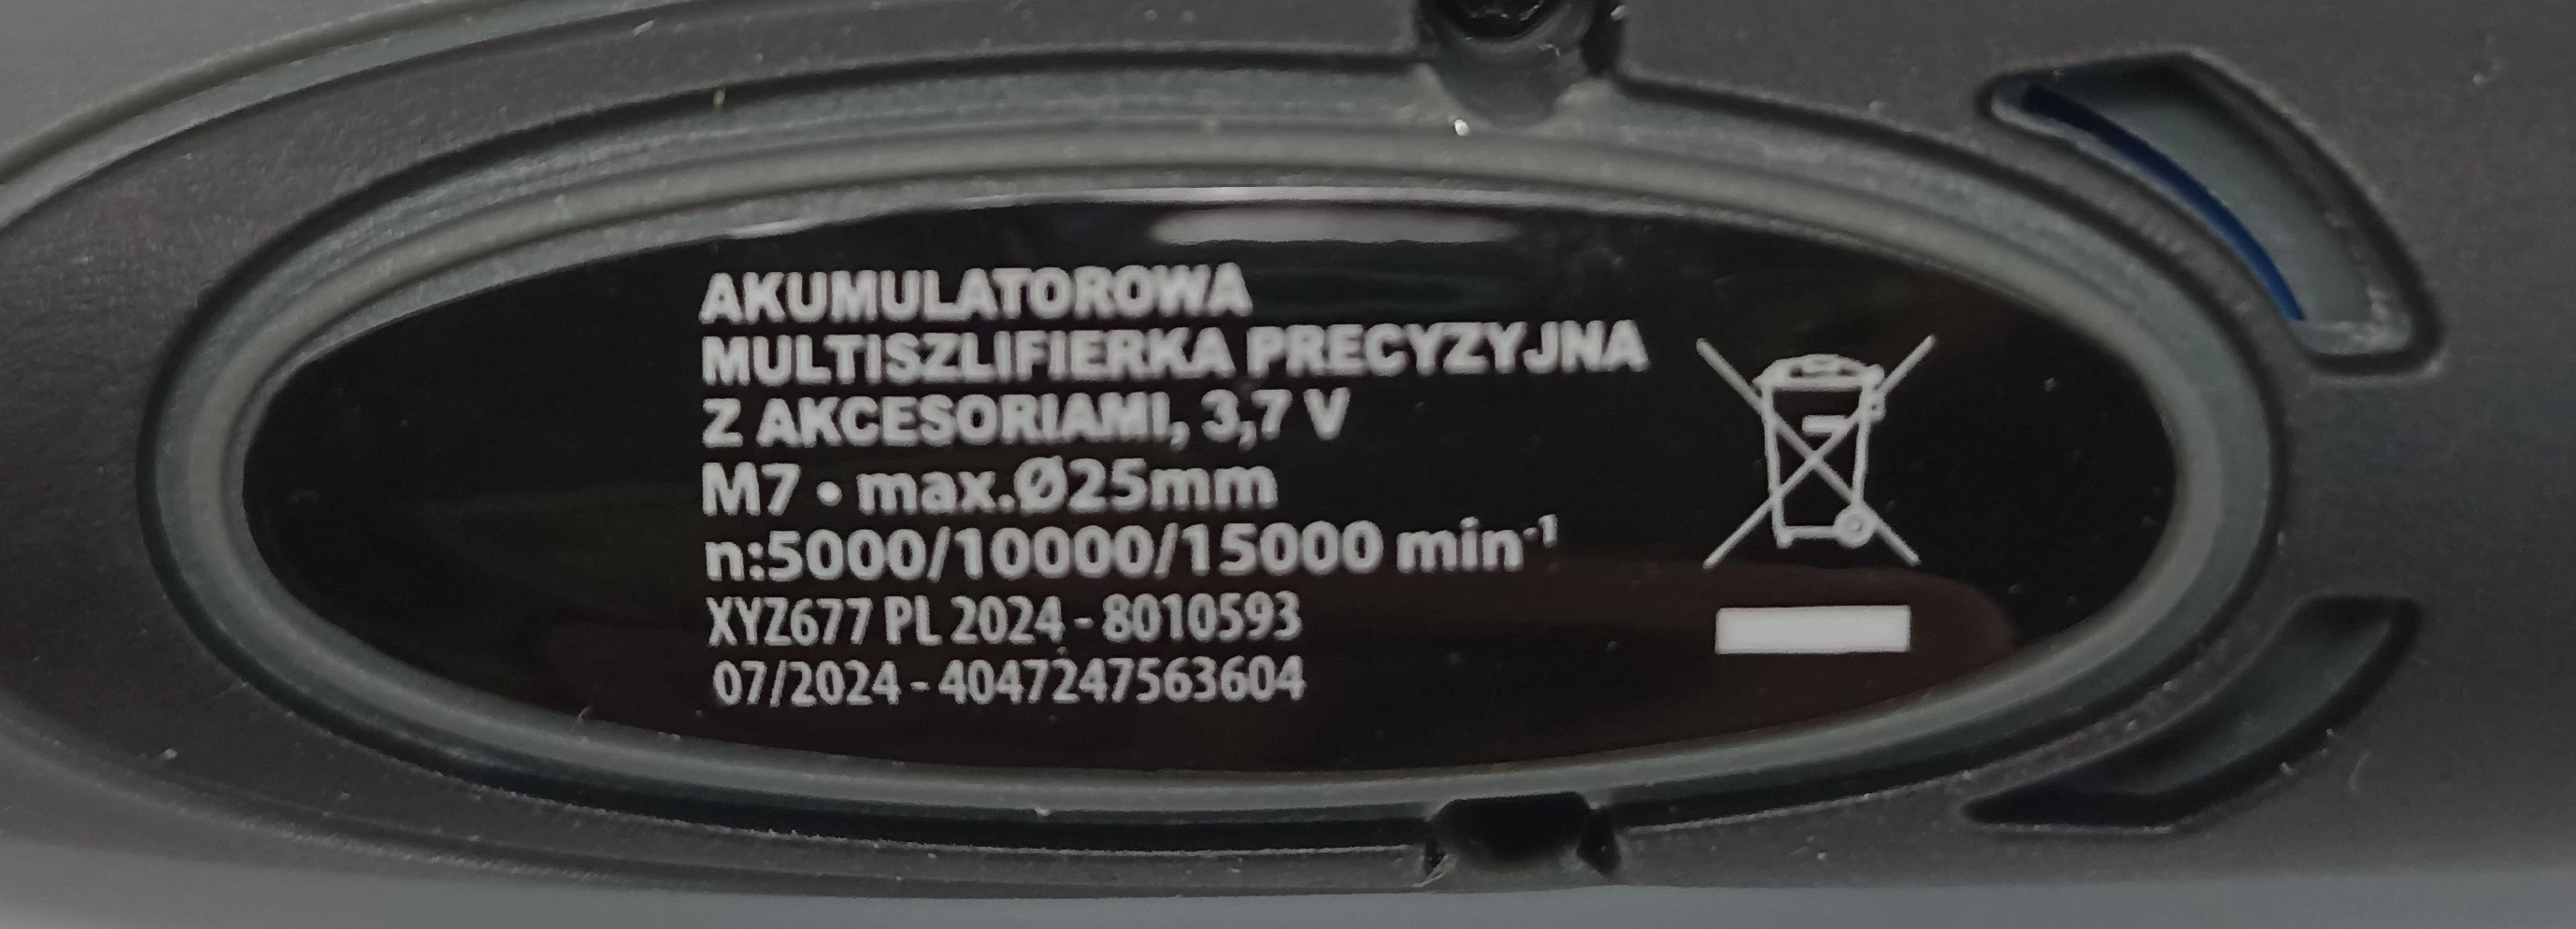 AKUMULATOROWA
MULTISZLIFIERKA PRECYZYJNA
Z AKCESORIAMI, 3,7 V
M7 • max.Ø25mm
n:5000/10000/15000 min⁻¹
XYZ677 PL 2024 - 8010593
07/2024 - 4047247563604